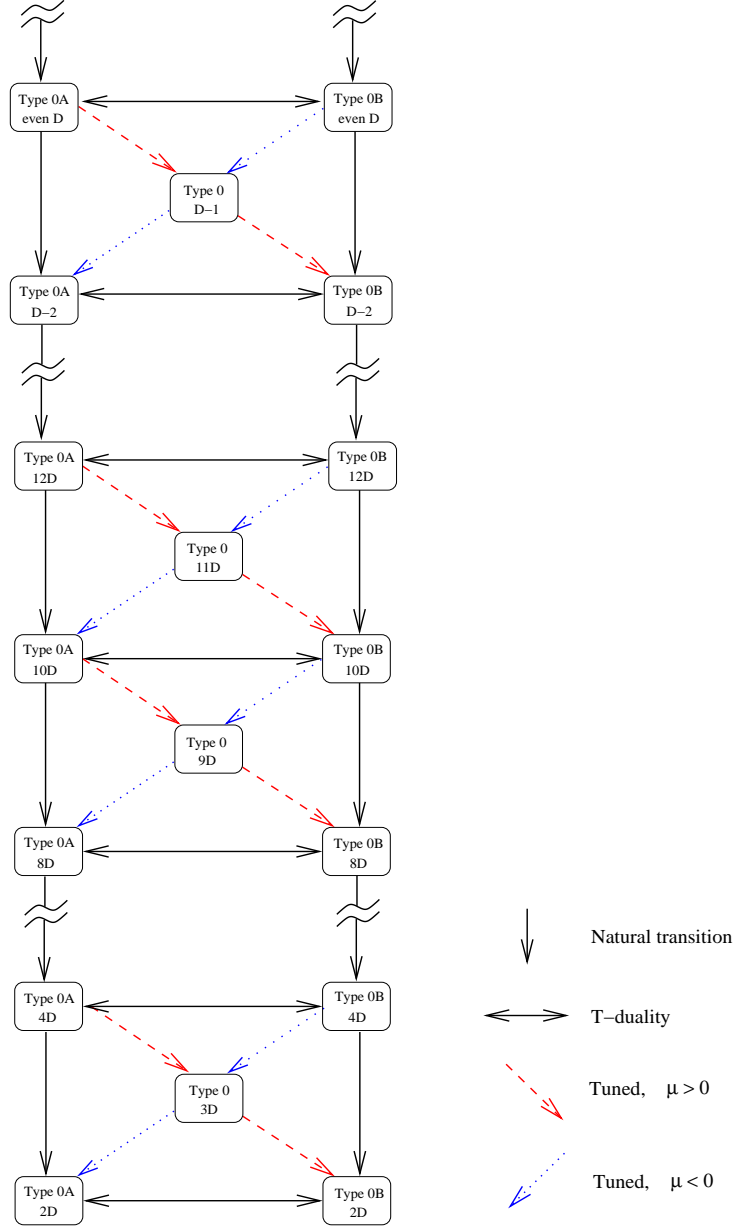 Type 0A
even D
Type 0B
even D
Type 0
D−1
Type 0A
D−2
Type 0B
D−2
Type 0A
12D
Type 0B
12D
Type 0
11D
Type 0A
10D
Type 0B
10D
Type 0
9D
Type 0A
8D
Type 0B
8D
Natural transition
Type 0A
4D
Type 0B
4D
T−duality
Type 0
3D
Tuned, μ > 0
Type 0A
2D
Type 0B
2D
Tuned, μ < 0